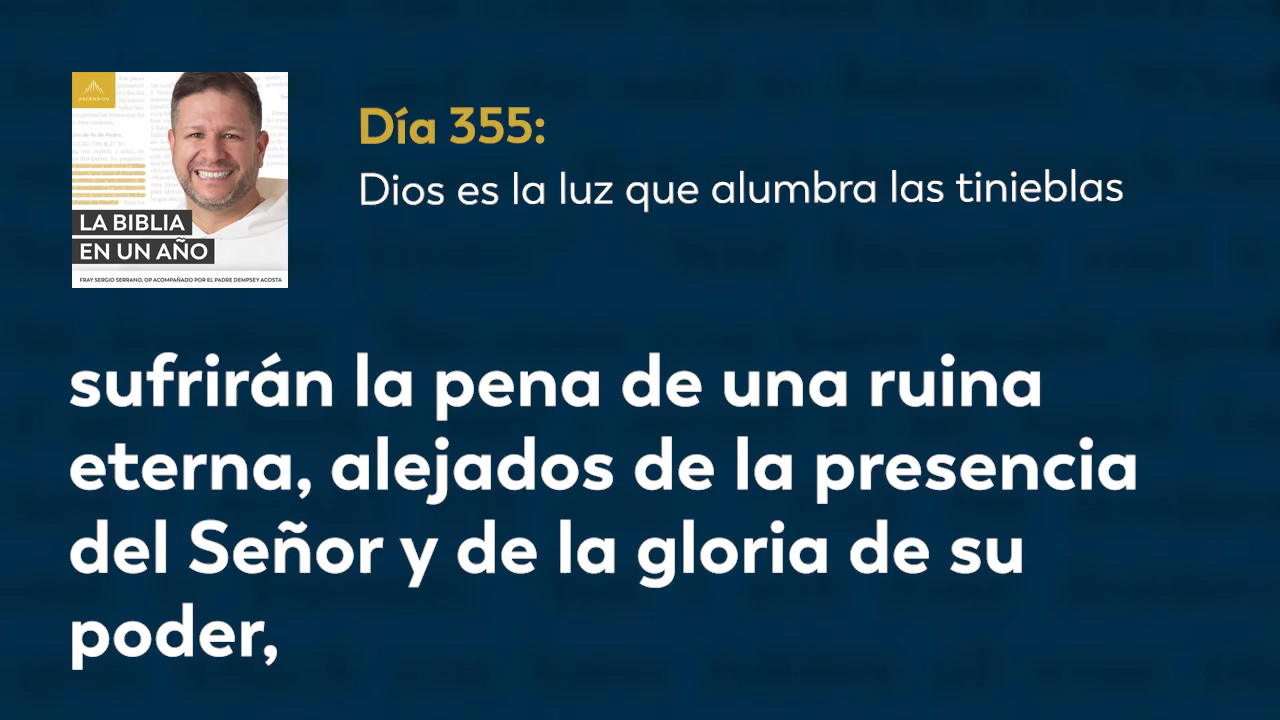 ASCENSION
LA BIBLIA
EN UN AÑO
FRAY SERGIO SERRANO, OP ACOMPAÑADO POR EL PADRE DEMPSEY ACOSTA
Día 355:
Dios es la luz que alumbra las tinieblas
sufrirán la pena de una ruina
eterna, alejados de la presencia
del Señor y de la gloria de su
poder,